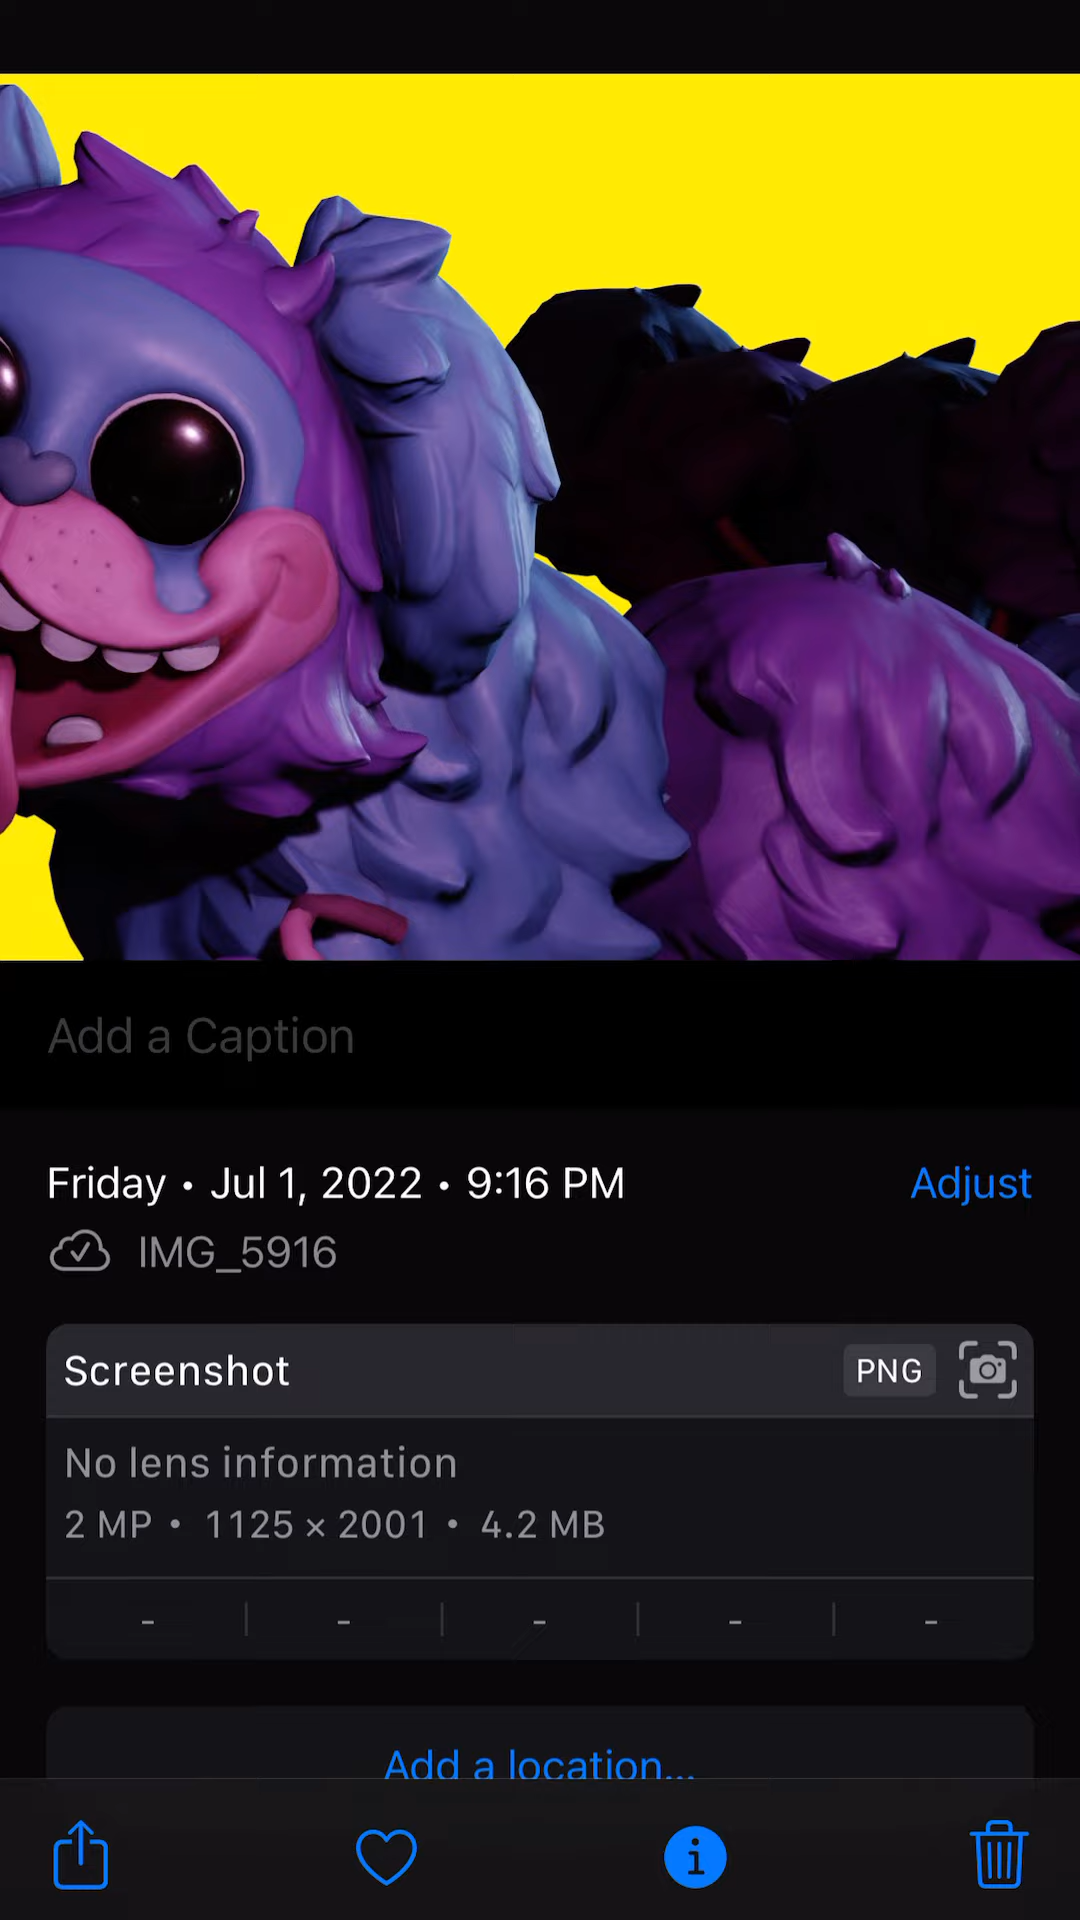 Add a Caption
Friday • Jul 1, 2022 • 9:16 PM
Adjust
IMG_5916
Screenshot
PNG
No lens information
2 MP • 1125 × 2001 • 4.2 MB
- - - - -
Add a location...